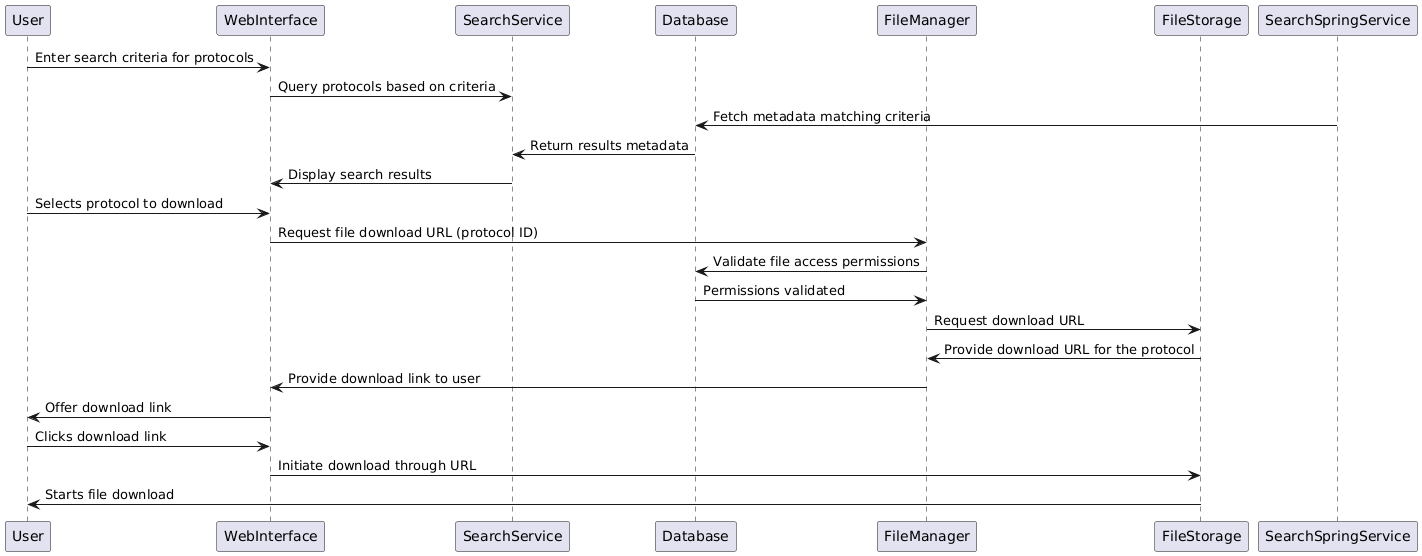 User WebInterface SearchService Database FileManager FileStorage SearchSpringService
Enter search criteria for protocols
Query protocols based on criteria
Fetch metadata matching criteria
Return results metadata
Display search results
Selects protocol to download
Request file download URL (protocol ID)
Validate file access permissions
Permissions validated
Request download URL
Provide download URL for the protocol
Provide download link to user
Offer download link
Clicks download link
Initiate download through URL
Starts file download
User WebInterface SearchService Database FileManager FileStorage SearchSpringService